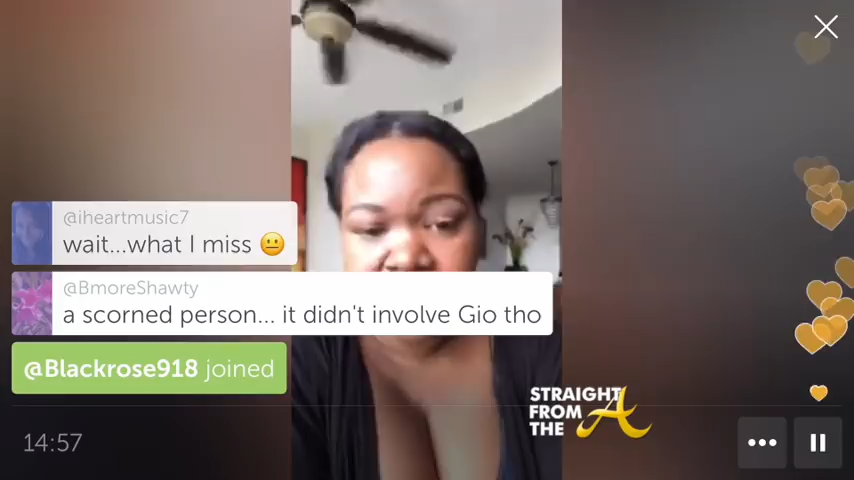 @iheartmusic7
wait...what I miss 😐
@BmoreShawty
a scorned person... it didn't involve Gio tho
@Blackrose918 joined
STRAIGHT
FROM
THE A
14:57